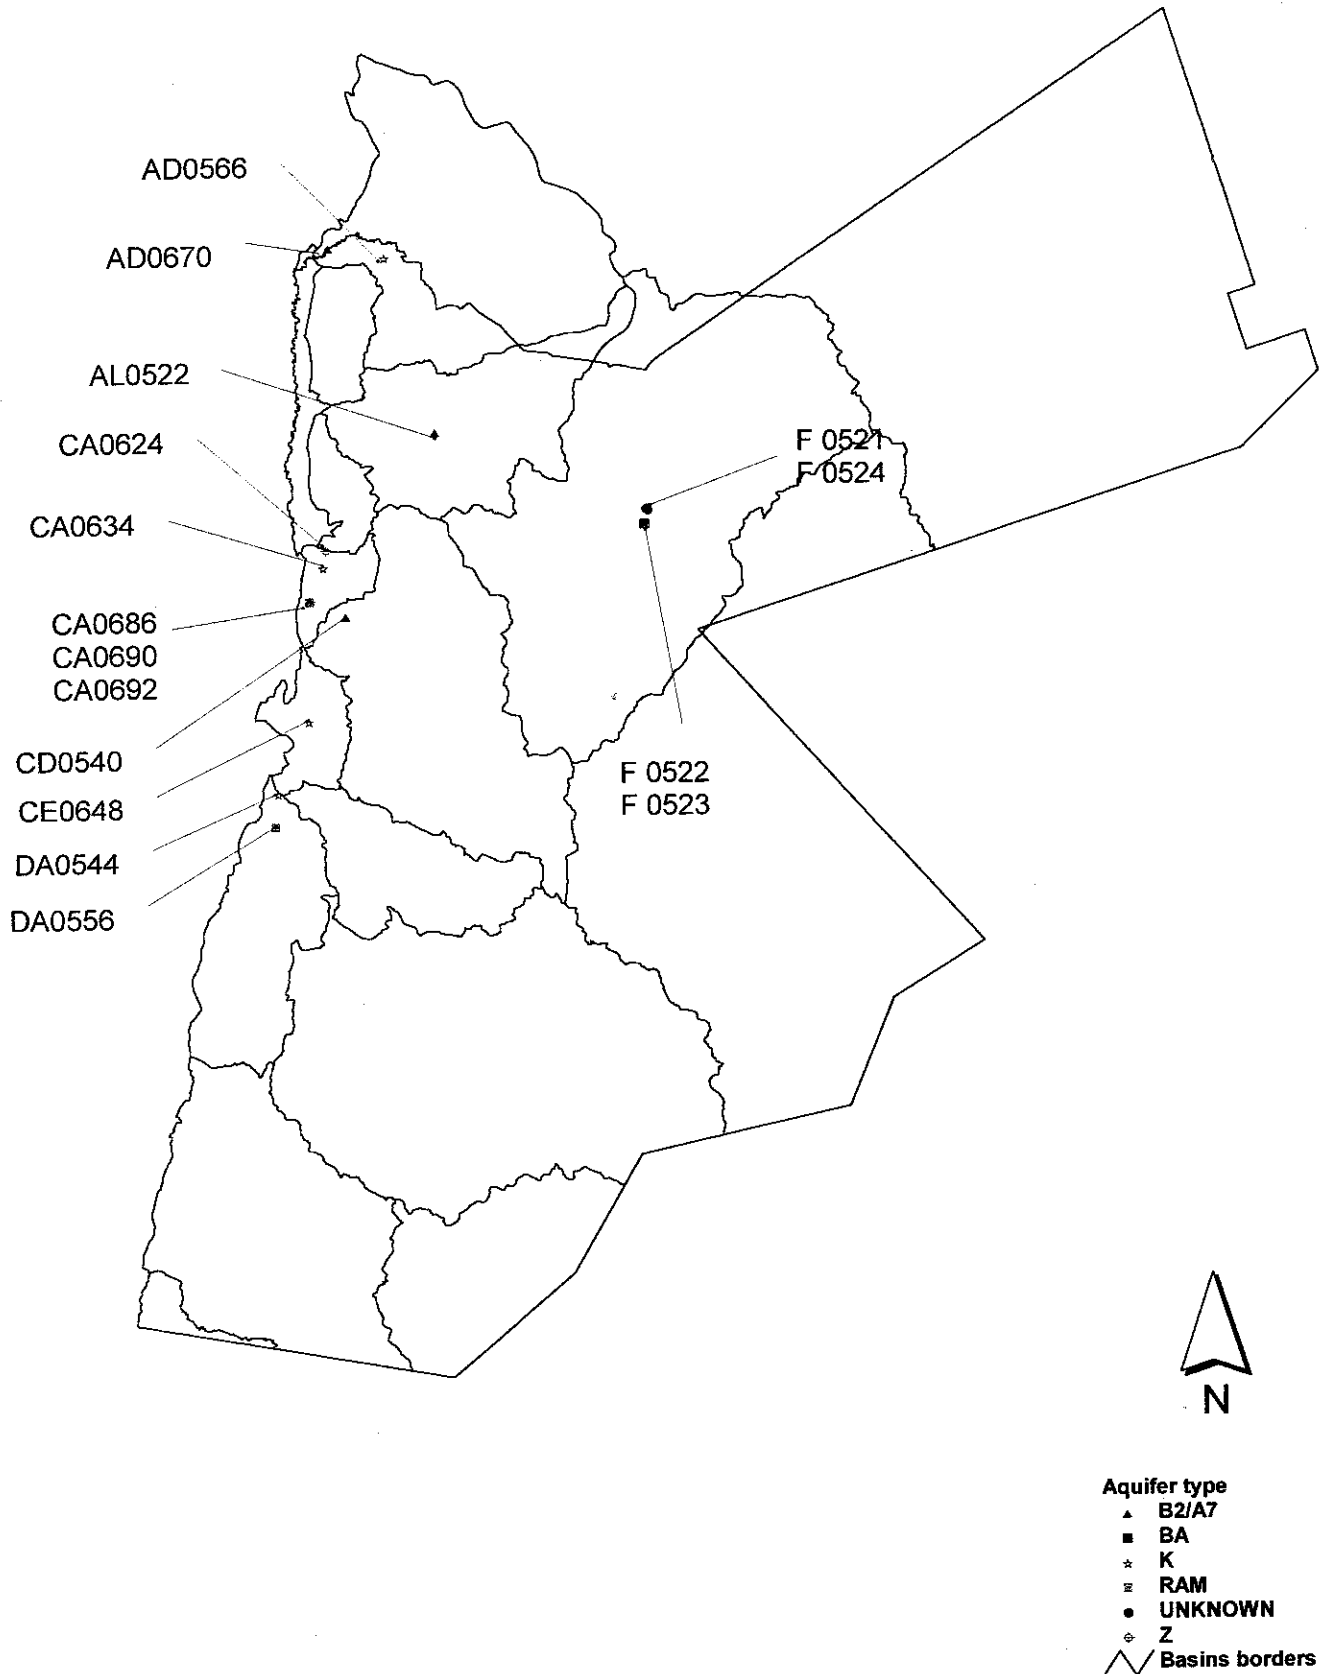 AD0566
AD0670
AL0522
CA0624
F 0521
F 0524
CA0634
CA0686
CA0690
CA0692
CD0540
F 0522
F 0523
CE0648
DA0544
DA0556
N
Aquifer type
B2/A7
BA
K
RAM
UNKNOWN
Z
Basins borders